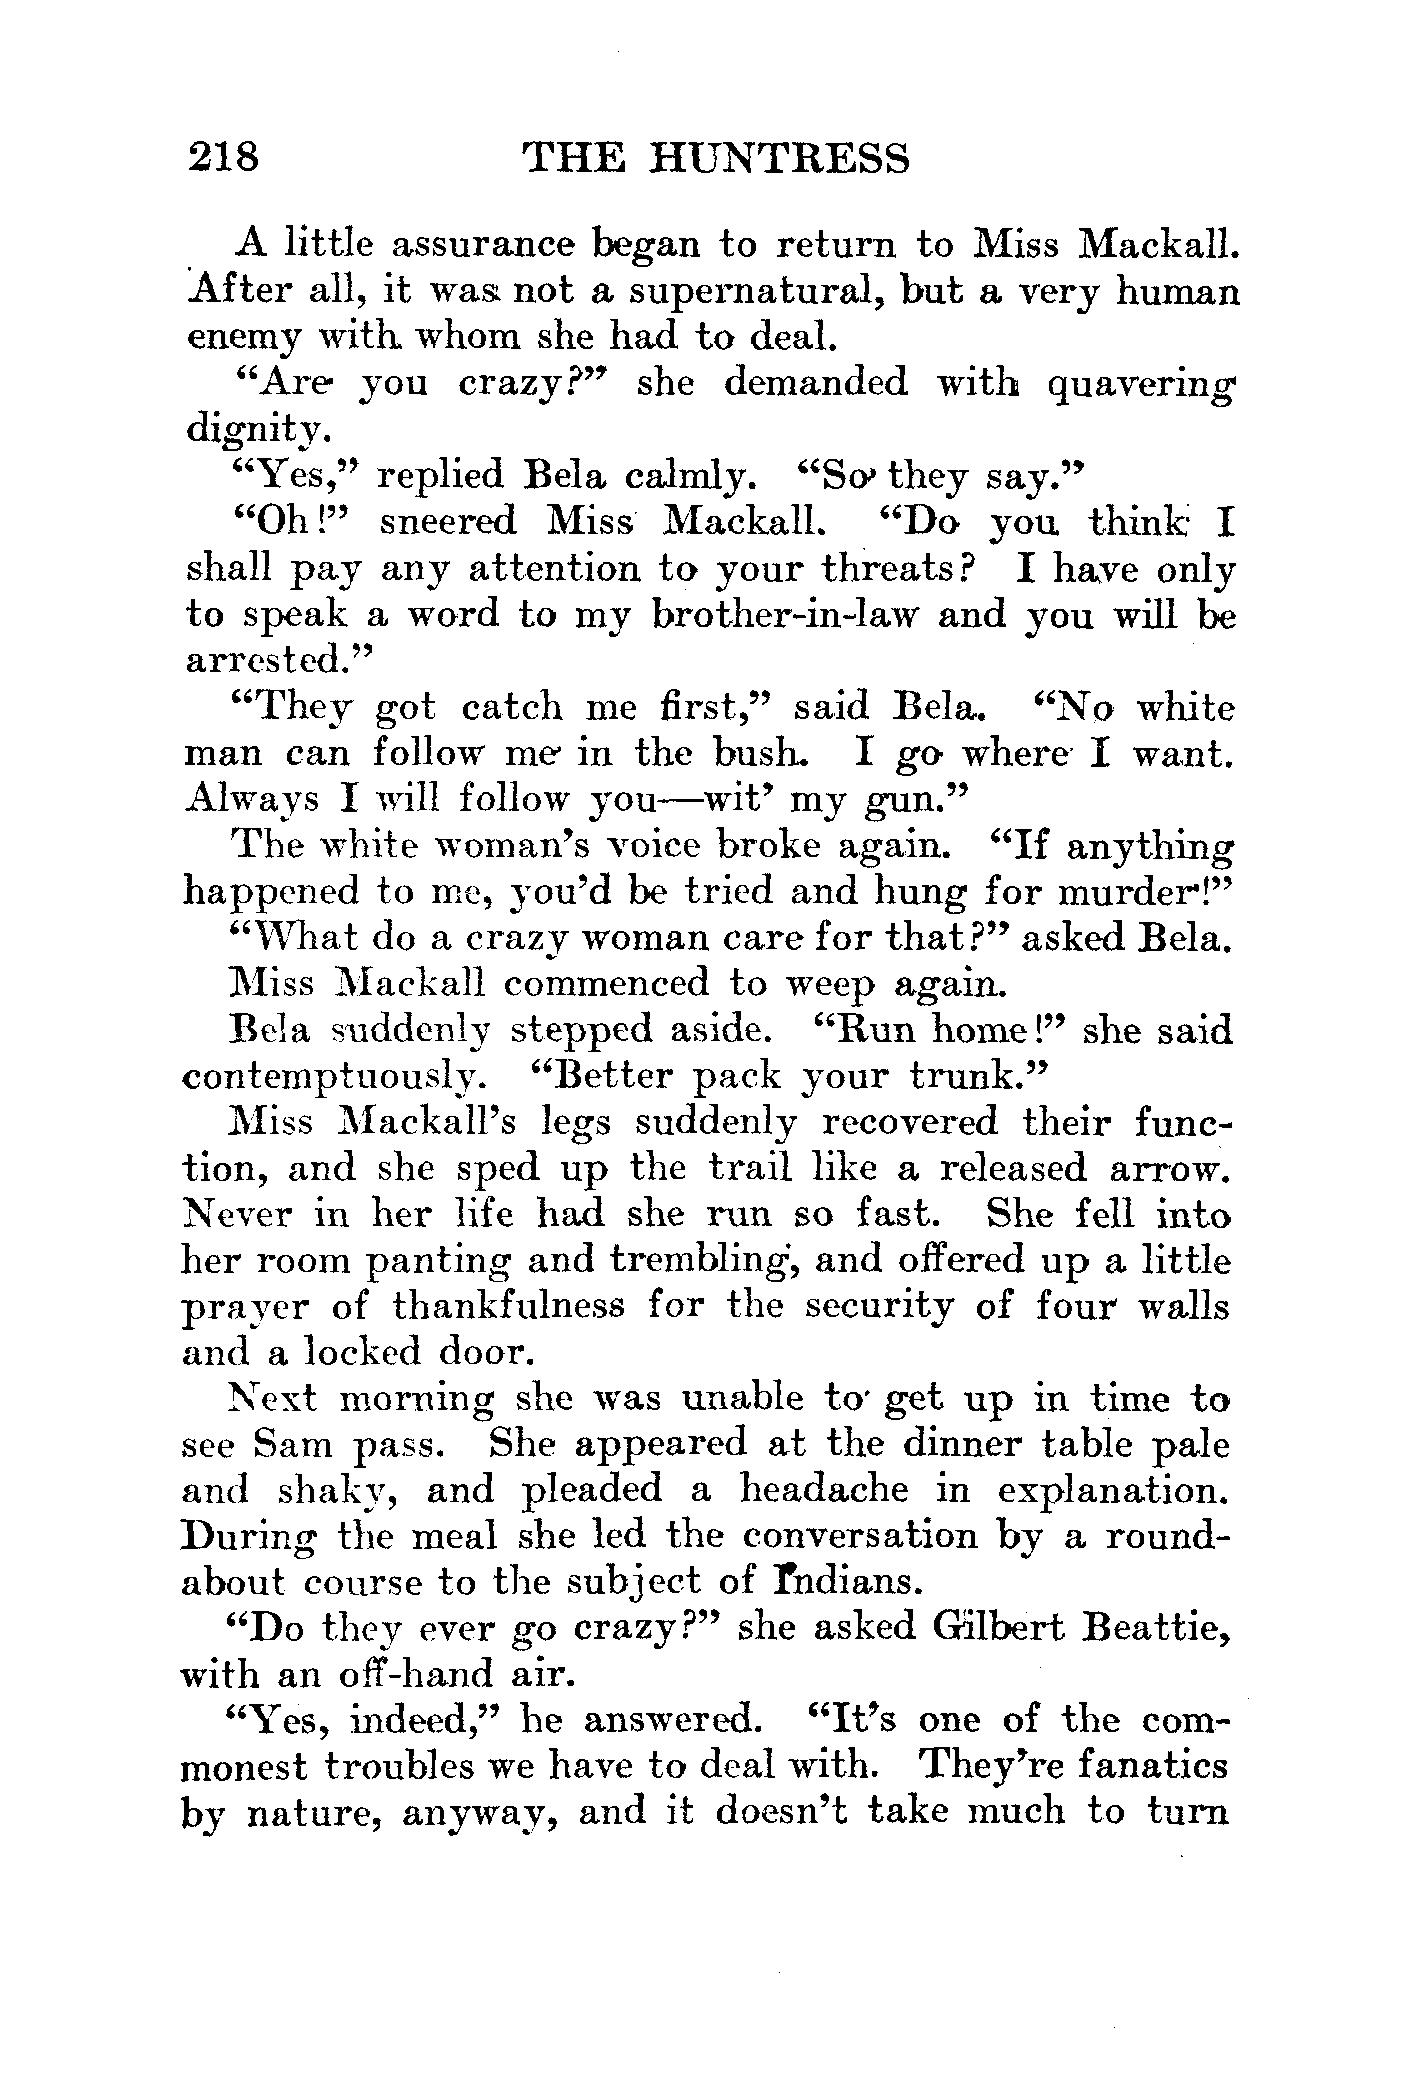 218 THE HUNTRESS
A little assurance began to return to Miss Mackall.
After all, it was not a supernatural, but a very human
enemy with whom she had to deal.
“Are you crazy?” she demanded with quavering
dignity.
“Yes,” replied Bela calmly. “So they say.”
“Oh!” sneered Miss Mackall. “Do you think I
shall pay any attention to your threats? I have only
to speak a word to my brother-in-law and you will be
arrested.”
“They got catch me first,” said Bela. “No white
man can follow me in the bush. I go where I want.
Always I will follow you—wit’ my gun.”
The white woman’s voice broke again. “If anything
happened to me, you’d be tried and hung for murder!”
“What do a crazy woman care for that?” asked Bela.
Miss Mackall commenced to weep again.
Bela suddenly stepped aside. “Run home!” she said
contemptuously. “Better pack your trunk.”
Miss Mackall’s legs suddenly recovered their func-
tion, and she sped up the trail like a released arrow.
Never in her life had she run so fast. She fell into
her room panting and trembling, and offered up a little
prayer of thankfulness for the security of four walls
and a locked door.
Next morning she was unable to get up in time to
see Sam pass. She appeared at the dinner table pale
and shaky, and pleaded a headache in explanation.
During the meal she led the conversation by a round-
about course to the subject of Indians.
“Do they ever go crazy?” she asked Gilbert Beattie,
with an off-hand air.
“Yes, indeed,” he answered. “It’s one of the com-
monest troubles we have to deal with. They’re fanatics
by nature, anyway, and it doesn’t take much to turn